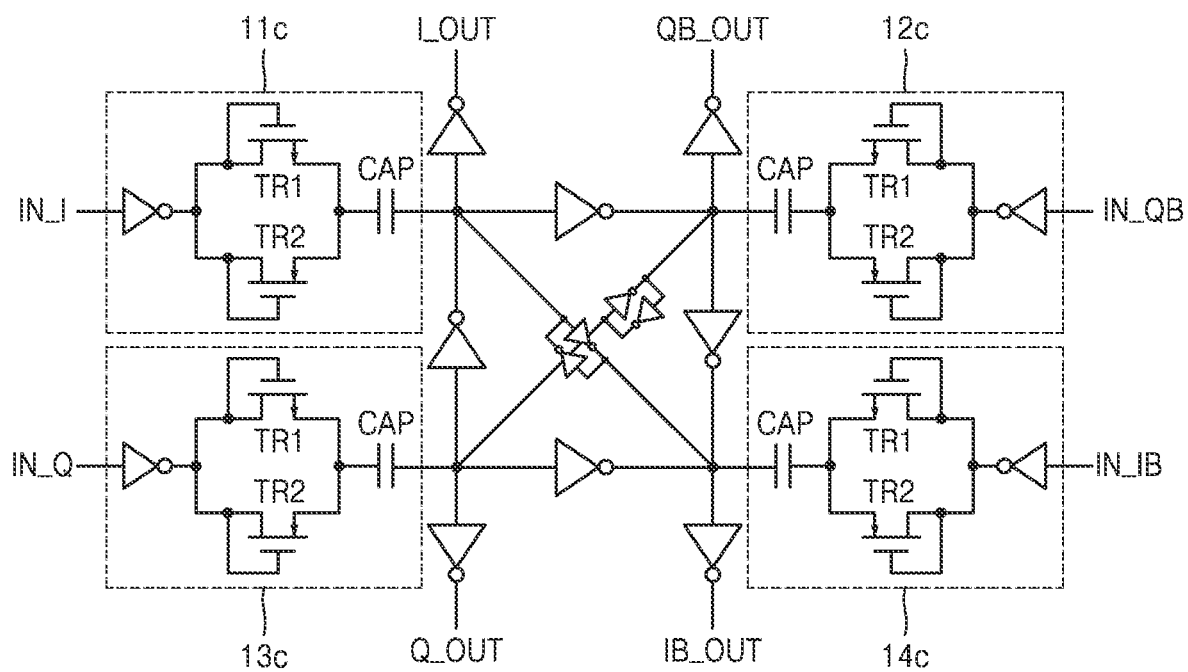 11c
I_OUT
QB_OUT
12c
CAP
TR1
TR2
IN_I
CAP
TR1
TR2
IN_QB
CAP
TR1
TR2
IN_Q
CAP
TR1
TR2
IN_IB
13c
Q_OUT
IB_OUT
14c